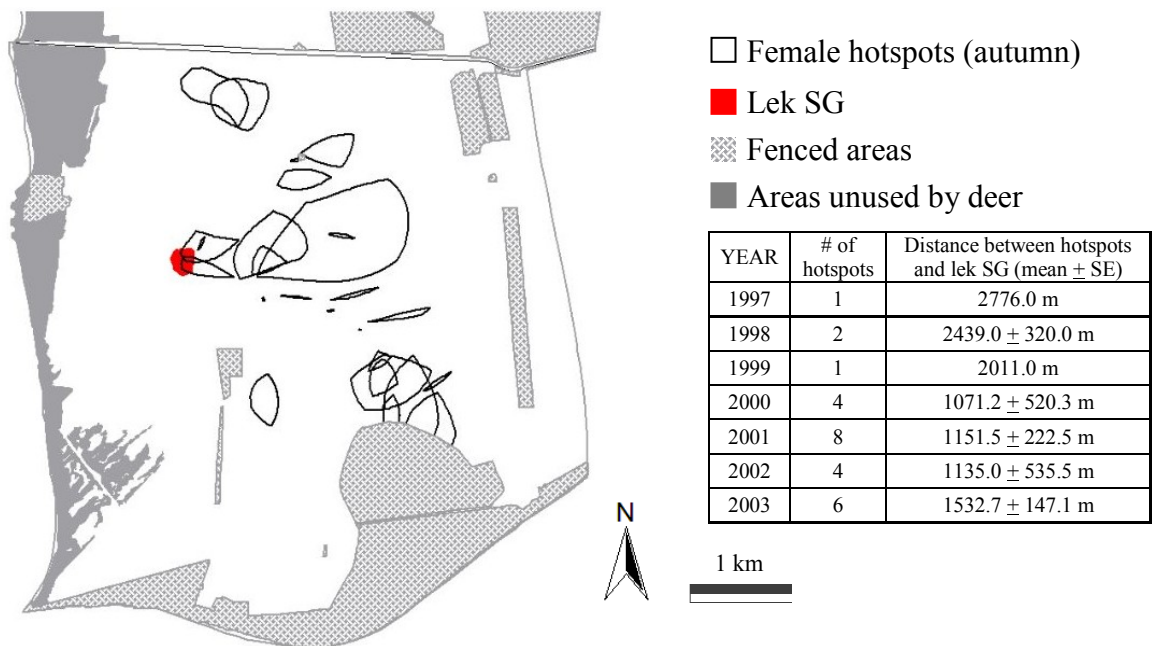 Female hotspots (autumn)
Lek SG
Fenced areas
Areas unused by deer
YEAR # of hotspots Distance between hotspots and lek SG (mean ± SE)
1997 1 2776.0 m
1998 2 2439.0 ± 320.0 m
1999 1 2011.0 m
2000 4 1071.2 ± 520.3 m
2001 8 1151.5 ± 222.5 m
2002 4 1135.0 ± 535.5 m
2003 6 1532.7 ± 147.1 m
N
1 km